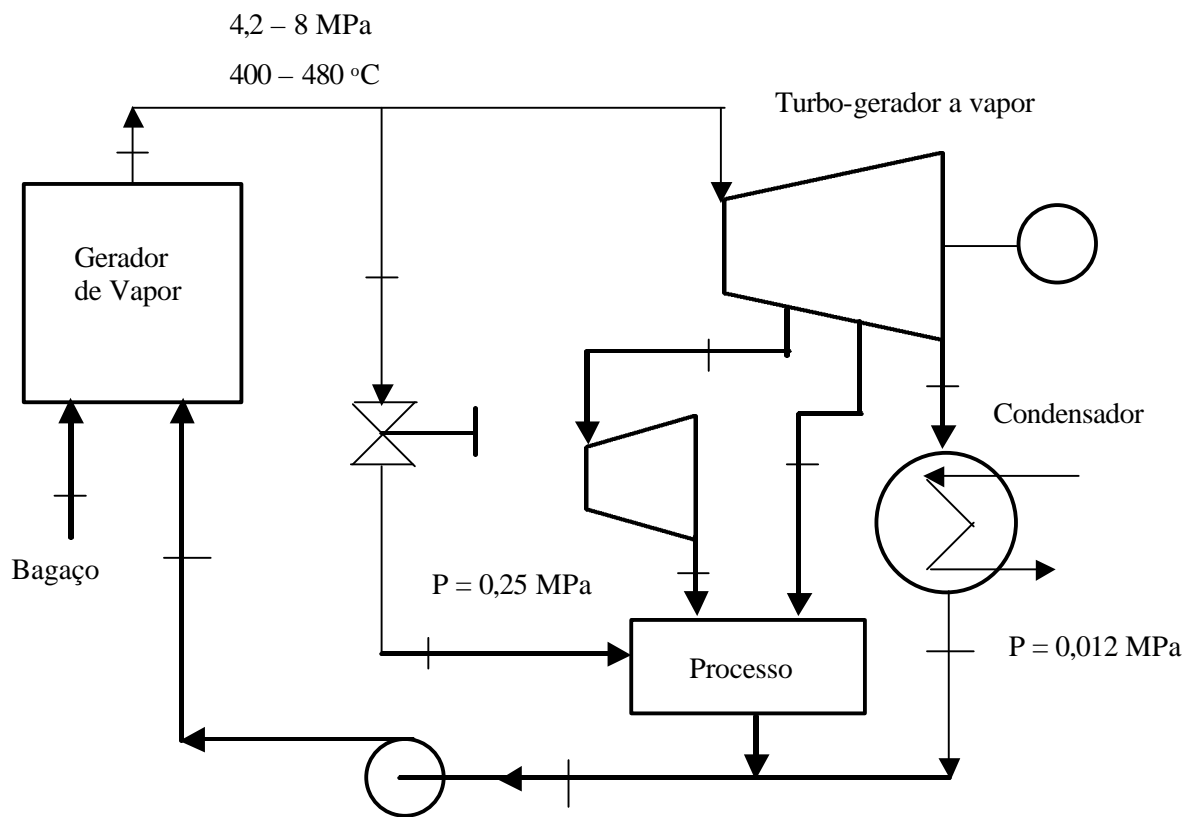 4,2 – 8 MPa
400 – 480 ºC
Turbo-gerador a vapor
Gerador
de Vapor
Condensador
Bagaço
P = 0,25 MPa
Processo
P = 0,012 MPa